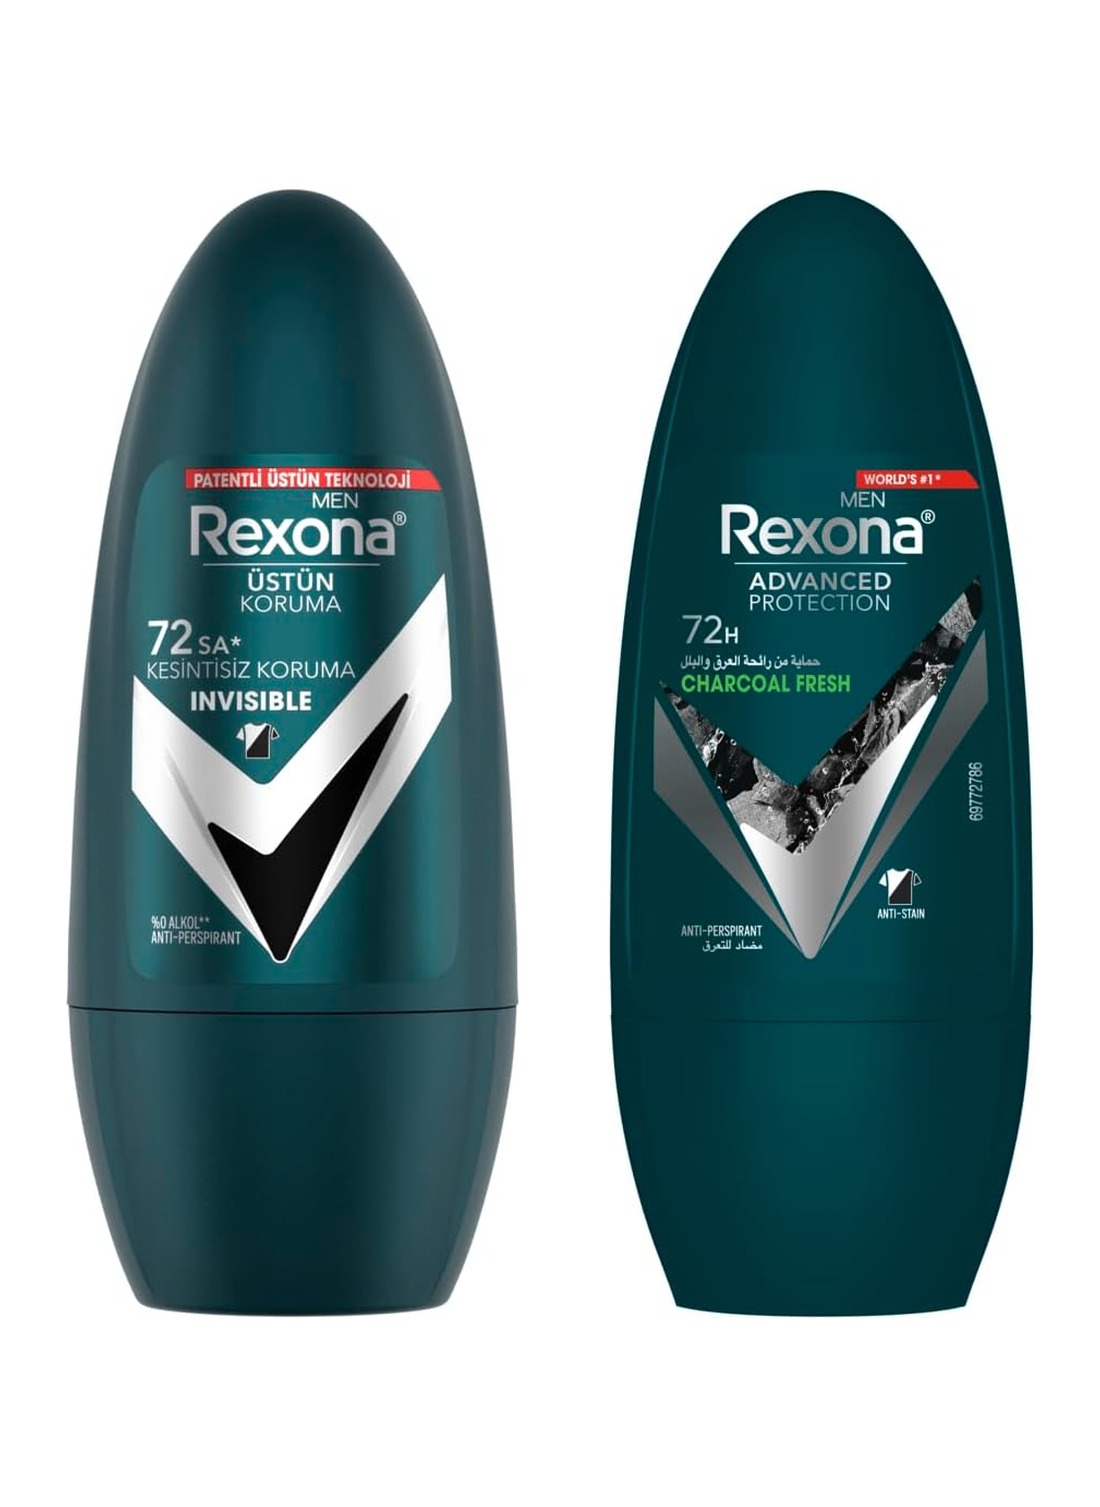 PATENTLİ ÜSTÜN TEKNOLOJİ
MEN
Rexona®
ÜSTÜN
KORUMA
72 SA*
KESİNTİSİZ KORUMA
INVISIBLE
%0 ALKOL**
ANTI-PERSPIRANT
WORLD'S #1*
MEN
Rexona®
ADVANCED
PROTECTION
72H
حماية من رائحة العرق والبلل
CHARCOAL FRESH
69772786
ANTI-STAIN
ANTI-PERSPIRANT
مضاد للتعرق